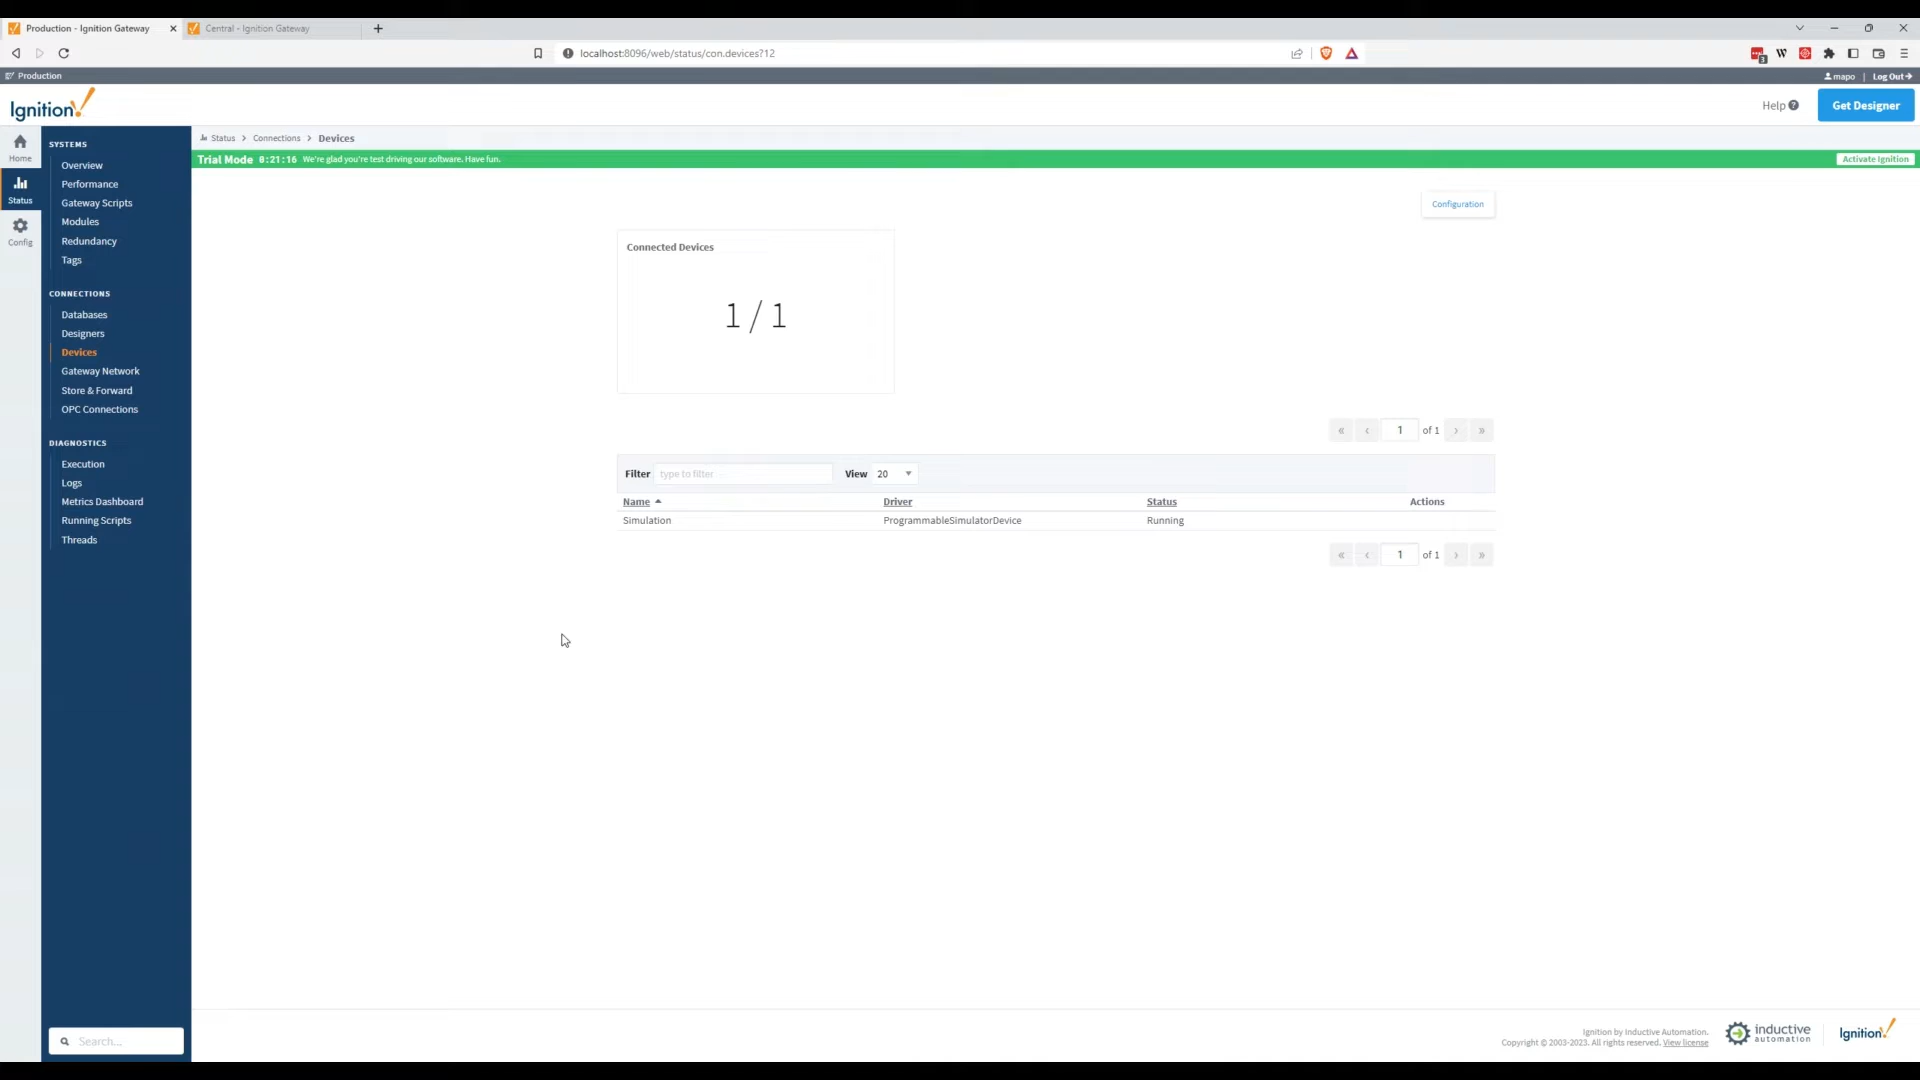 Production - Ignition Gateway
Central - Ignition Gateway
localhost:8096/web/status/con.devices?12
3
W
Production
mapo | Log Out
Ignition!
Help
Get Designer
Home
Status
Config
SYSTEMS
Overview
Performance
Gateway Scripts
Modules
Redundancy
Tags
CONNECTIONS
Databases
Designers
Devices
Gateway Network
Store & Forward
OPC Connections
DIAGNOSTICS
Execution
Logs
Metrics Dashboard
Running Scripts
Threads
Search...
Status > Connections > Devices
Trial Mode 0:21:16 We're glad you're test driving our software. Have fun.
Activate Ignition
Configuration
Connected Devices
1 / 1
« ‹ 1 of 1 › »
Filter type to filter View 20
Name Driver Status Actions
Simulation ProgrammableSimulatorDevice Running
« ‹ 1 of 1 › »
Ignition by Inductive Automation.
Copyright © 2003-2023. All rights reserved. View license
inductive
automation
Ignition!